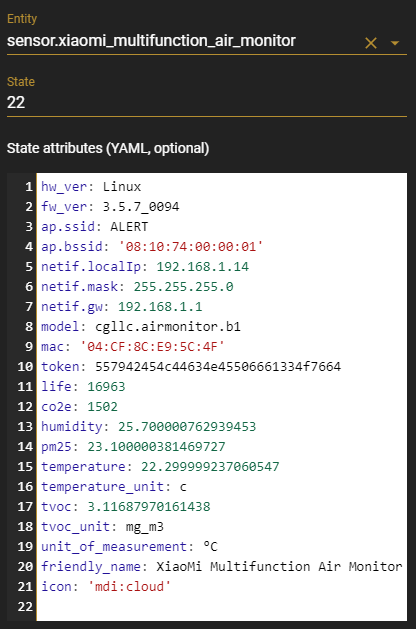 Entity
sensor.xiaomi_multifunction_air_monitor
State
22
State attributes (YAML, optional)
1 hw_ver: Linux
2 fw_ver: 3.5.7_0094
3 ap.ssid: ALERT
4 ap.bssid: '08:10:74:00:00:01'
5 netif.localIp: 192.168.1.14
6 netif.mask: 255.255.255.0
7 netif.gw: 192.168.1.1
8 model: cgllc.airmonitor.b1
9 mac: '04:CF:8C:E9:5C:4F'
10 token: 557942454c44634e45506661334f7664
11 life: 16963
12 co2e: 1502
13 humidity: 25.700000762939453
14 pm25: 23.100000381469727
15 temperature: 22.299999237060547
16 temperature_unit: c
17 tvoc: 3.11687970161438
18 tvoc_unit: mg_m3
19 unit_of_measurement: °C
20 friendly_name: XiaoMi Multifunction Air Monitor
21 icon: 'mdi:cloud'
22